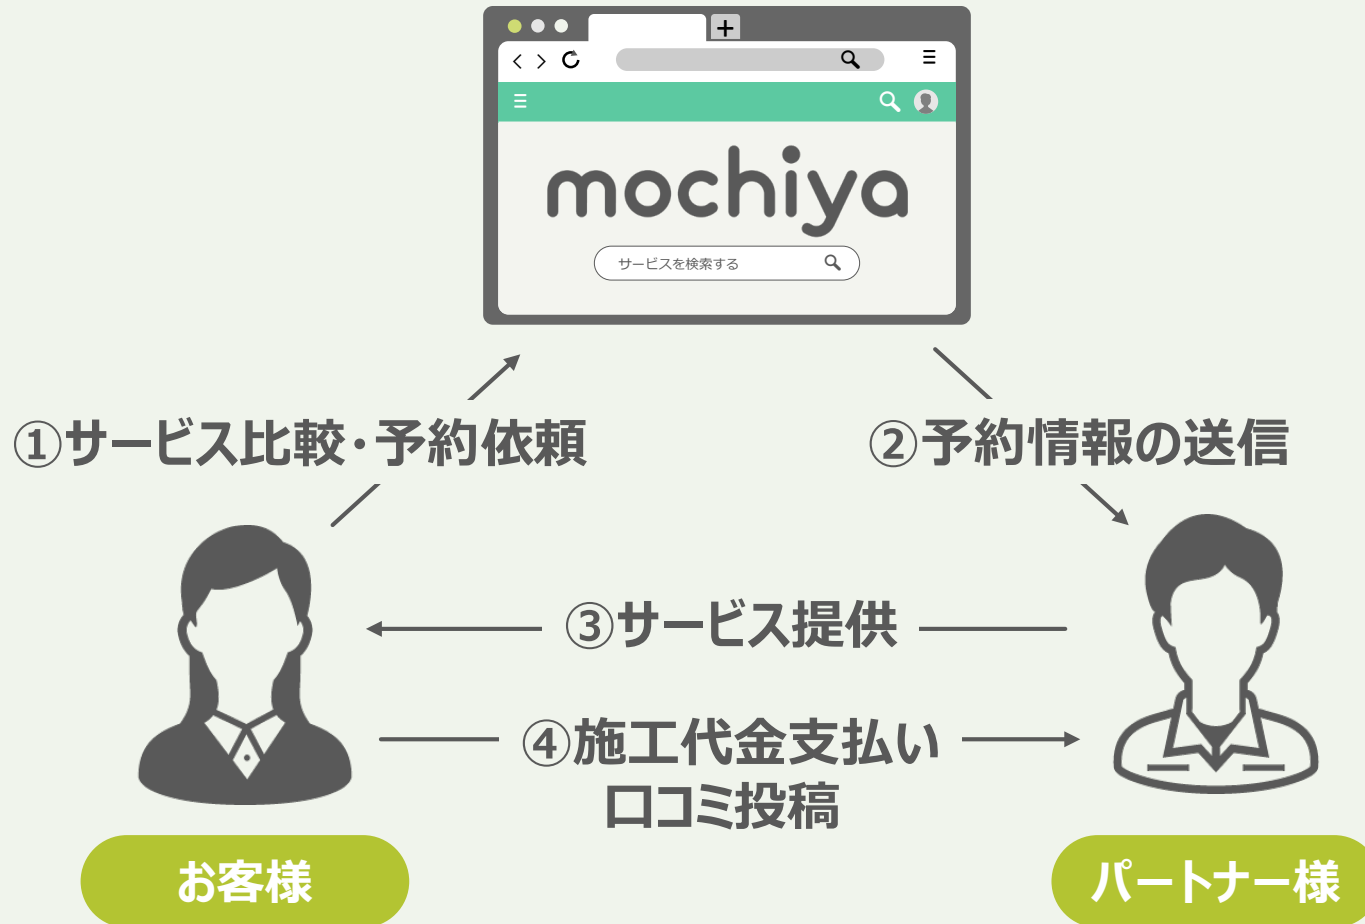 mochiya
サービスを検索する
①サービス比較・予約依頼
②予約情報の送信
③サービス提供
④施工代金支払い
口コミ投稿
お客様
パートナー様